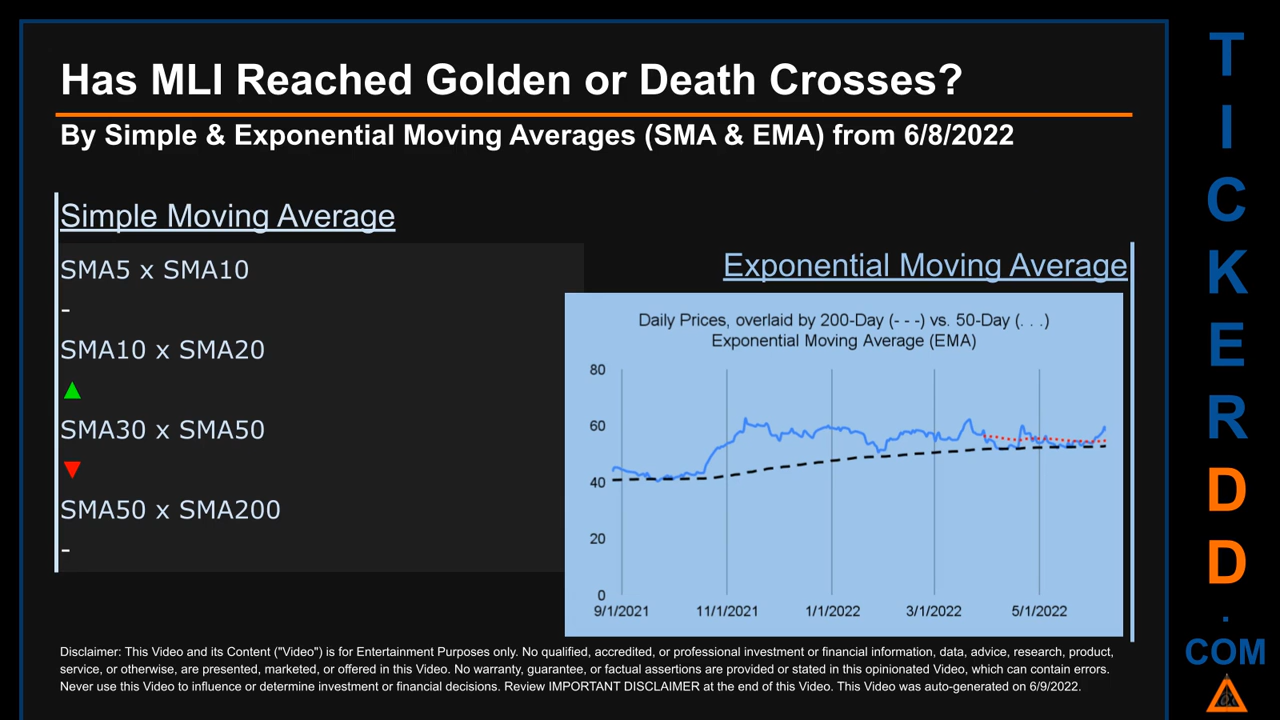 Has MLI Reached Golden or Death Crosses?
By Simple & Exponential Moving Averages (SMA & EMA) from 6/8/2022
Simple Moving Average
SMA5 x SMA10
-
SMA10 x SMA20
▲
SMA30 x SMA50
▼
SMA50 x SMA200
-
Exponential Moving Average
Daily Prices, overlaid by 200-Day (- - -) vs. 50-Day (. . .)
Exponential Moving Average (EMA)
80
60
40
20
0
9/1/2021 11/1/2021 1/1/2022 3/1/2022 5/1/2022
Disclaimer: This Video and its Content ("Video") is for Entertainment Purposes only. No qualified, accredited, or professional investment or financial information, data, advice, research, product,
service, or otherwise, are presented, marketed, or offered in this Video. No warranty, guarantee, or factual assertions are provided or stated in this opinionated Video, which can contain errors.
Never use this Video to influence or determine investment or financial decisions. Review IMPORTANT DISCLAIMER at the end of this Video. This Video was auto-generated on 6/9/2022.
T
I
C
K
E
R
D
D
.
COM